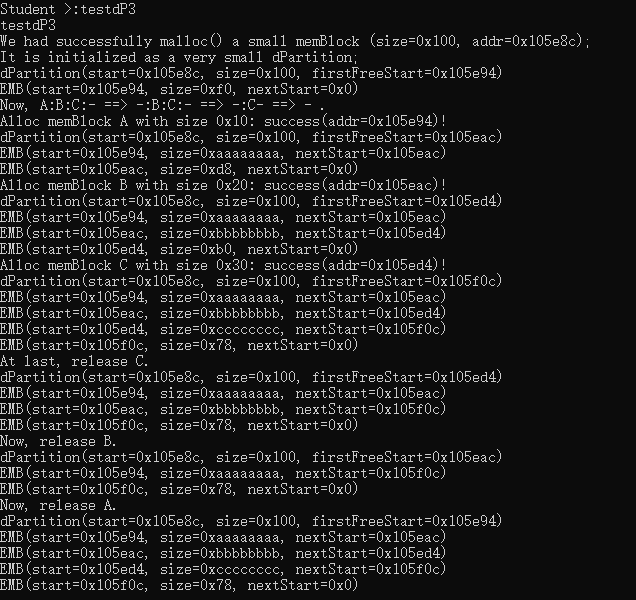 Student >:testdP3
testdP3
We had successfully malloc() a small memBlock (size=0x100, addr=0x105e8c);
It is initialized as a very small dPartition;
dPartition(start=0x105e8c, size=0x100, firstFreeStart=0x105e94)
EMB(start=0x105e94, size=0xf0, nextStart=0x0)
Now, A:B:C:- ==> -:B:C:- ==> -:C- ==> - .
Alloc memBlock A with size 0x10: success(addr=0x105e94)!
dPartition(start=0x105e8c, size=0x100, firstFreeStart=0x105eac)
EMB(start=0x105e94, size=0xaaaaaaaa, nextStart=0x105eac)
EMB(start=0x105eac, size=0xd8, nextStart=0x0)
Alloc memBlock B with size 0x20: success(addr=0x105eac)!
dPartition(start=0x105e8c, size=0x100, firstFreeStart=0x105ed4)
EMB(start=0x105e94, size=0xaaaaaaaa, nextStart=0x105eac)
EMB(start=0x105eac, size=0xbbbbbbbb, nextStart=0x105ed4)
EMB(start=0x105ed4, size=0xb0, nextStart=0x0)
Alloc memBlock C with size 0x30: success(addr=0x105ed4)!
dPartition(start=0x105e8c, size=0x100, firstFreeStart=0x105f0c)
EMB(start=0x105e94, size=0xaaaaaaaa, nextStart=0x105eac)
EMB(start=0x105eac, size=0xbbbbbbbb, nextStart=0x105ed4)
EMB(start=0x105ed4, size=0xcccccccc, nextStart=0x105f0c)
EMB(start=0x105f0c, size=0x78, nextStart=0x0)
At last, release C.
dPartition(start=0x105e8c, size=0x100, firstFreeStart=0x105ed4)
EMB(start=0x105e94, size=0xaaaaaaaa, nextStart=0x105eac)
EMB(start=0x105eac, size=0xbbbbbbbb, nextStart=0x105f0c)
EMB(start=0x105f0c, size=0x78, nextStart=0x0)
Now, release B.
dPartition(start=0x105e8c, size=0x100, firstFreeStart=0x105eac)
EMB(start=0x105e94, size=0xaaaaaaaa, nextStart=0x105f0c)
EMB(start=0x105f0c, size=0x78, nextStart=0x0)
Now, release A.
dPartition(start=0x105e8c, size=0x100, firstFreeStart=0x105e94)
EMB(start=0x105e94, size=0xaaaaaaaa, nextStart=0x105eac)
EMB(start=0x105eac, size=0xbbbbbbbb, nextStart=0x105ed4)
EMB(start=0x105ed4, size=0xcccccccc, nextStart=0x105f0c)
EMB(start=0x105f0c, size=0x78, nextStart=0x0)